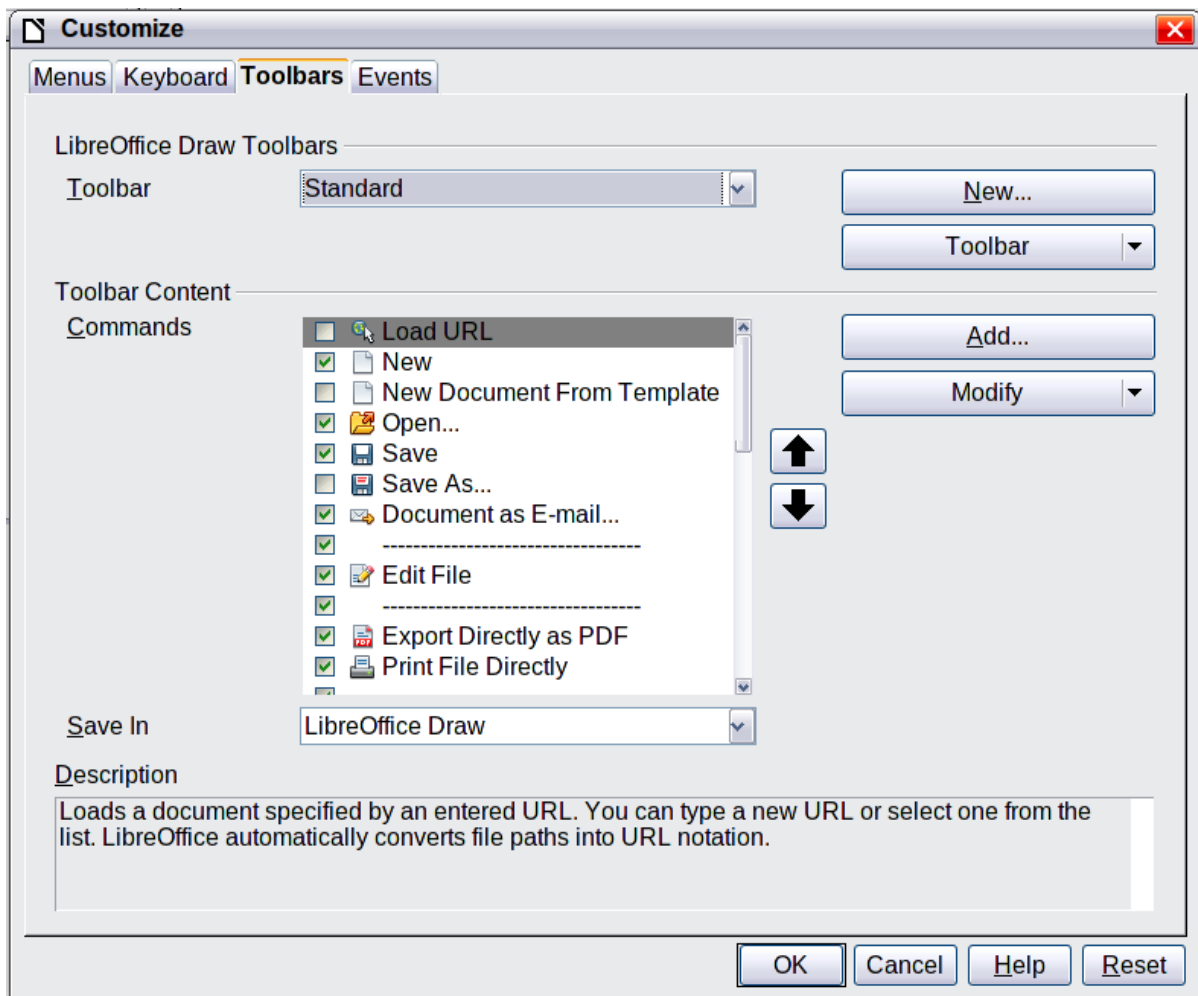 Customize
Menus Keyboard Toolbars Events
LibreOffice Draw Toolbars
Toolbar Standard New...
Toolbar
Toolbar Content
Commands Load URL Add...
New
New Document From Template Modify
Open...
Save
Save As...
Document as E-mail...
----------------------------------
Edit File
----------------------------------
Export Directly as PDF
Print File Directly
Save In LibreOffice Draw
Description
Loads a document specified by an entered URL. You can type a new URL or select one from the
list. LibreOffice automatically converts file paths into URL notation.
OK Cancel Help Reset